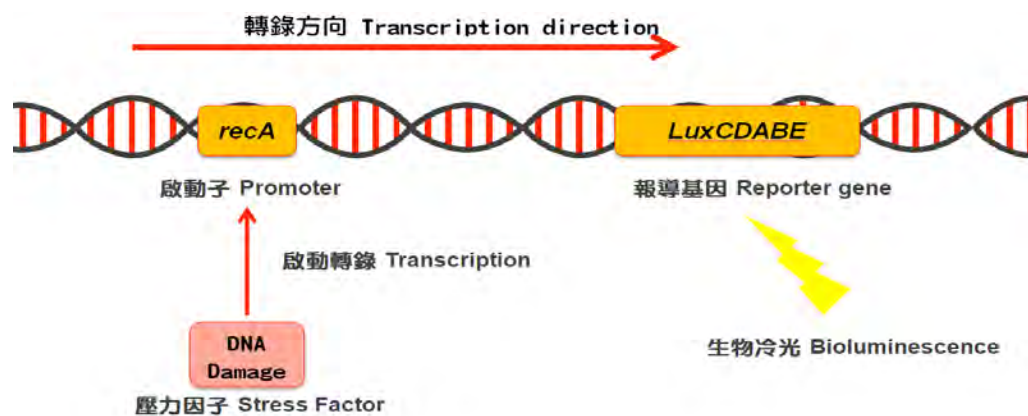 轉錄方向 Transcription direction
recA
LuxCDABE
啟動子 Promoter
報導基因 Reporter gene
啟動轉錄 Transcription
DNA
Damage
生物冷光 Bioluminescence
壓力因子 Stress Factor